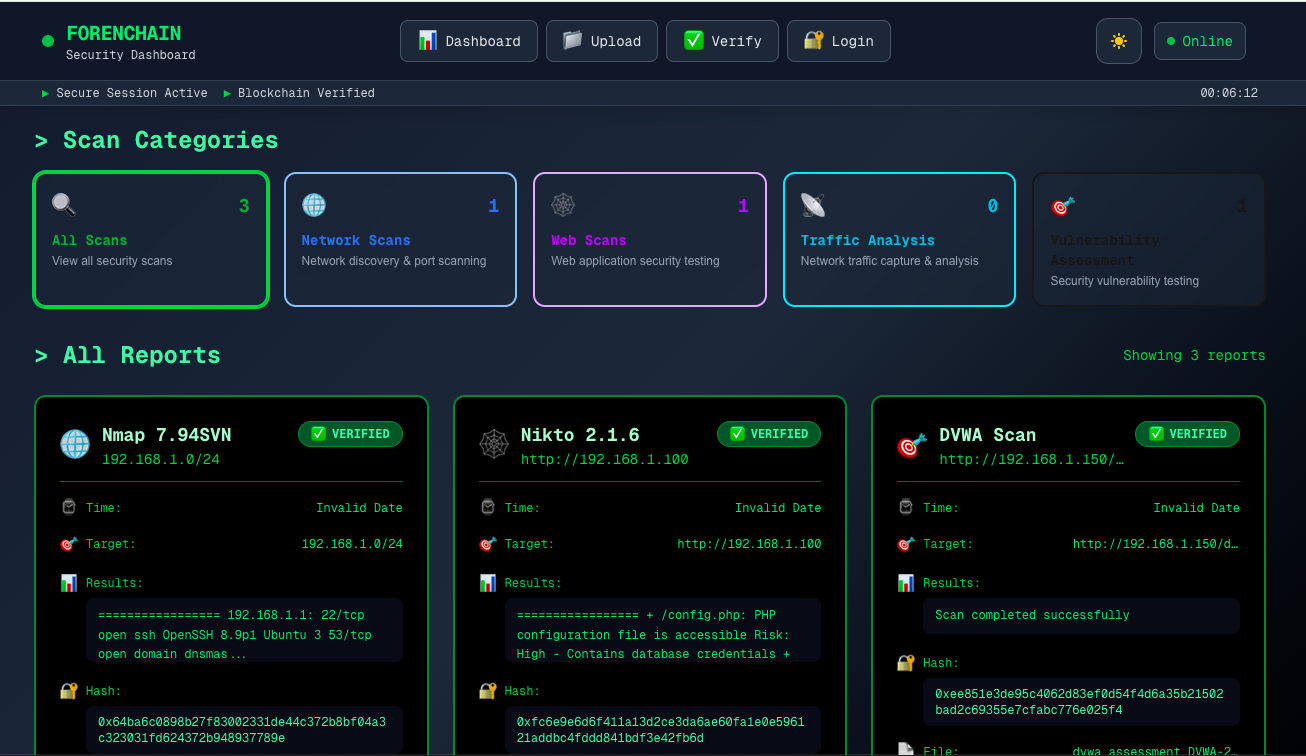 FORENCHAIN
Security Dashboard
Dashboard
Upload
Verify
Login
Online
▶ Secure Session Active ▶ Blockchain Verified
00:06:12
> Scan Categories
3
All Scans
View all security scans
1
Network Scans
Network discovery & port scanning
1
Web Scans
Web application security testing
0
Traffic Analysis
Network traffic capture & analysis
1
Vulnerability
Assessment
Security vulnerability testing
> All Reports
Showing 3 reports
Nmap 7.94SVN
VERIFIED
192.168.1.0/24
Time:
Invalid Date
Target:
192.168.1.0/24
Results:
================= 192.168.1.1: 22/tcp
open ssh OpenSSH 8.9p1 Ubuntu 3 53/tcp
open domain dnsmas...
Hash:
0x64ba6c0898b27f83002331de44c372b8bf04a3
c323031fd624372b948937789e
Nikto 2.1.6
VERIFIED
http://192.168.1.100
Time:
Invalid Date
Target:
http://192.168.1.100
Results:
================= + /config.php: PHP
configuration file is accessible Risk:
High - Contains database credentials +
Hash:
0xfc6e9e6d6f411a13d2ce3da6ae60fa1e0e5961
21addbc4fddd841bdf3e42fb6d
DVWA Scan
VERIFIED
http://192.168.1.150/…
Time:
Invalid Date
Target:
http://192.168.1.150/d…
Results:
Scan completed successfully
Hash:
0xee851e3de95c4062d83ef0d54f4d6a35b21502
bad2c69355e7cfabc776e025f4
File:
dvwa_assessment_DVWA-2…